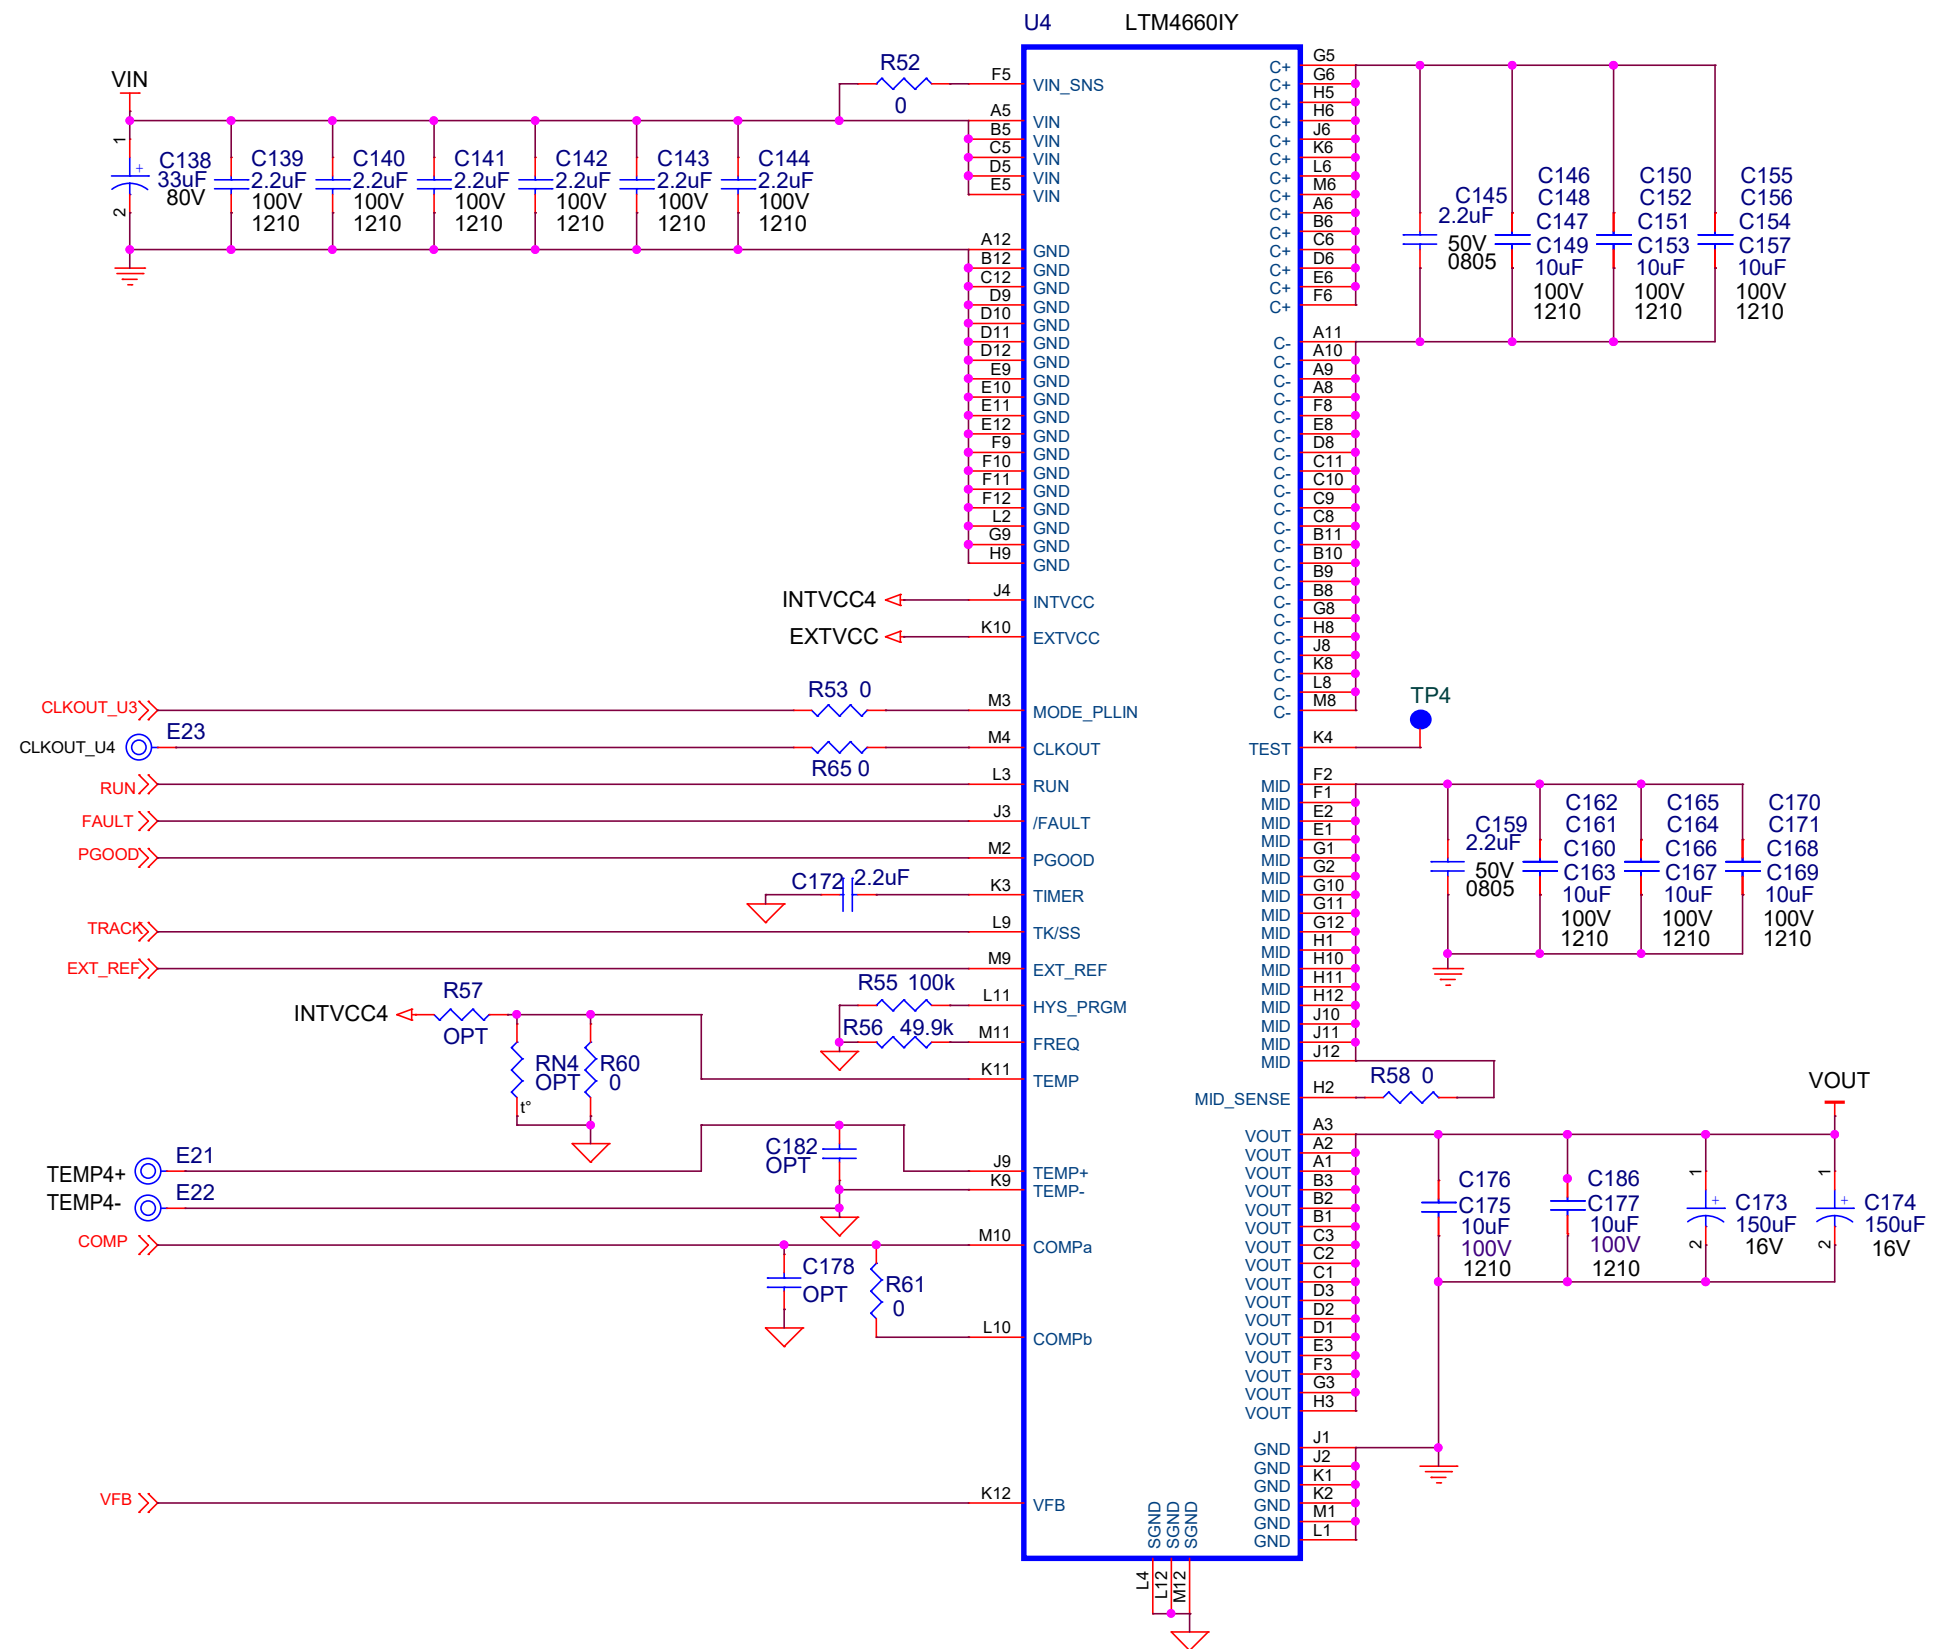 U4 LTM4660IY
VIN
1
2
C138
33uF
80V
C139
2.2uF
100V
1210
C140
2.2uF
100V
1210
C141
2.2uF
100V
1210
C142
2.2uF
100V
1210
C143
2.2uF
100V
1210
C144
2.2uF
100V
1210
R52
0
F5 VIN_SNS
A5 VIN
B5 VIN
C5 VIN
D5 VIN
E5 VIN
A12 GND
B12 GND
C12 GND
D9 GND
D10 GND
D11 GND
D12 GND
E9 GND
E10 GND
E11 GND
E12 GND
F9 GND
F10 GND
F11 GND
F12 GND
L2 GND
G9 GND
H9 GND
INTVCC4 J4 INTVCC
EXTVCC K10 EXTVCC
CLKOUT_U3 R53 0 M3 MODE_PLLIN
CLKOUT_U4 E23 R65 0 M4 CLKOUT
RUN L3 RUN
FAULT J3 /FAULT
PGOOD M2 PGOOD
C172 2.2uF K3 TIMER
TRACK L9 TK/SS
EXT_REF M9 EXT_REF
R55 100k L11 HYS_PRGM
R56 49.9k M11 FREQ
INTVCC4
R57
OPT
RN4
OPT
t°
R60
0
K11 TEMP
C182
OPT
TEMP4+ E21 J9 TEMP+
TEMP4- E22 K9 TEMP-
COMP M10 COMPa
C178
OPT
R61
0
L10 COMPb
VFB K12 VFB
SGND SGND SGND
L4 L12 M12
C+ G5
C+ G6
C+ H5
C+ H6
C+ J6
C+ K6
C+ L6
C+ M6
C+ A6
C+ B6
C+ C6
C+ D6
C+ E6
C+ F6
C145
2.2uF
50V
0805
C146
C148
C147
C149
10uF
100V
1210
C150
C152
C151
C153
10uF
100V
1210
C155
C156
C154
C157
10uF
100V
1210
C- A11
C- A10
C- A9
C- A8
C- F8
C- E8
C- D8
C- C11
C- C10
C- C9
C- C8
C- B11
C- B10
C- B9
C- B8
C- G8
C- H8
C- J8
C- K8
C- L8
C- M8
TP4
TEST K4
MID F2
MID F1
MID E2
MID E1
MID G1
MID G2
MID G10
MID G11
MID G12
MID H1
MID H10
MID H11
MID H12
MID J10
MID J11
MID J12
C159
2.2uF
50V
0805
C162
C161
C160
C163
10uF
100V
1210
C165
C164
C166
C167
10uF
100V
1210
C170
C171
C168
C169
10uF
100V
1210
MID_SENSE H2 R58 0
VOUT
VOUT A3
VOUT A2
VOUT A1
VOUT B3
VOUT B2
VOUT B1
VOUT C3
VOUT C2
VOUT C1
VOUT D3
VOUT D2
VOUT D1
VOUT E3
VOUT F3
VOUT G3
VOUT H3
C176
C175
10uF
100V
1210
C186
C177
10uF
100V
1210
1
2
C173
150uF
16V
1
2
C174
150uF
16V
GND J1
GND J2
GND K1
GND K2
GND M1
GND L1